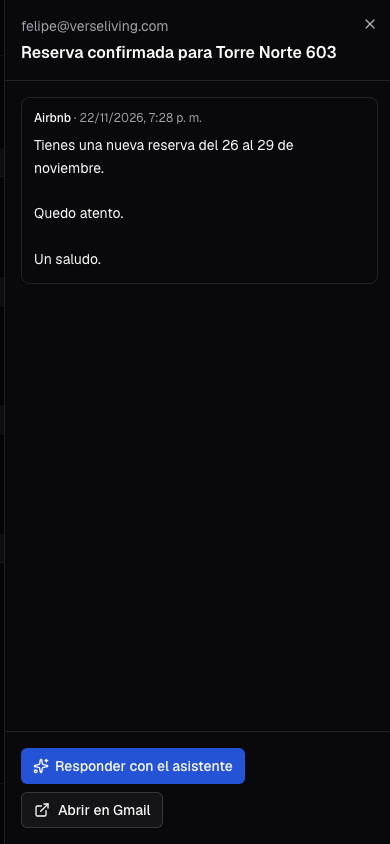 felipe@verseliving.com
Reserva confirmada para Torre Norte 603
Airbnb · 22/11/2026, 7:28 p. m.
Tienes una nueva reserva del 26 al 29 de
noviembre.
Quedo atento.
Un saludo.
Responder con el asistente
Abrir en Gmail